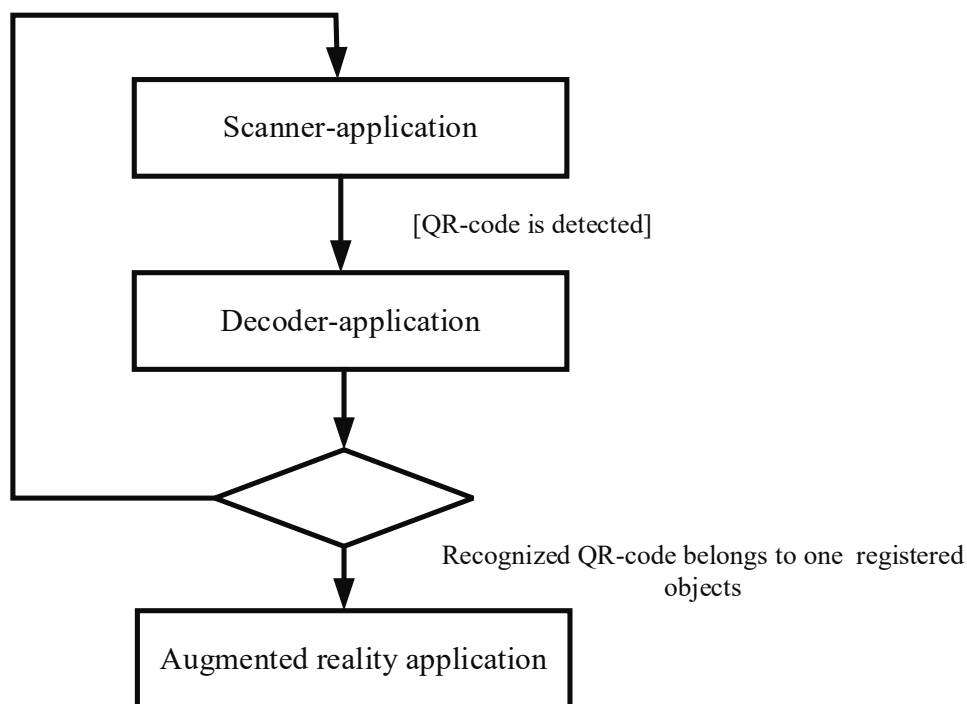 Scanner-application
[QR-code is detected]
Decoder-application
Recognized QR-code belongs to one registered
objects
Augmented reality application